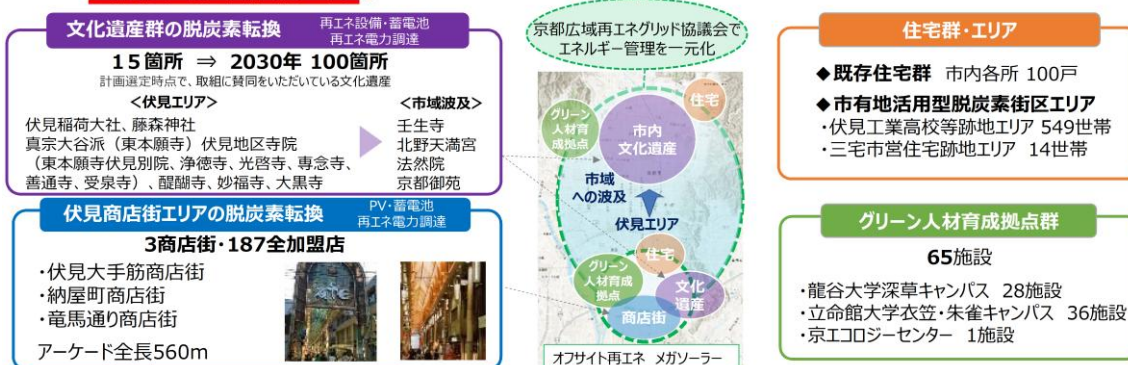 文化遺産群の脱炭素転換
再エネ設備・蓄電池
再エネ電力調達
15箇所 ⇒ 2030年 100箇所
計画選定時点で、取組に賛同をいただいている文化遺産
<伏見エリア>
伏見稲荷大社、藤森神社
真宗大谷派（東本願寺）伏見地区寺院
（東本願寺伏見別院、浄徳寺、光啓寺、専念寺、
善通寺、受泉寺）、醍醐寺、妙福寺、大黒寺
<市域波及>
壬生寺
北野天満宮
法然院
京都御苑
伏見商店街エリアの脱炭素転換
PV・蓄電池
再エネ電力調達
3商店街・187全加盟店
・伏見大手筋商店街
・納屋町商店街
・竜馬通り商店街
アーケード全長560m
京都広域再エネグリッド協議会で
エネルギー管理を一元化
住宅
グリーン
人材育
成拠点
市内
文化遺産
市域
への波及
伏見エリア
住宅
グリーン
人材育成
拠点
文化
遺産
商店街
オフサイト再エネ メガソーラー
住宅群・エリア
◆既存住宅群 市内各所 100戸
◆市有地活用型脱炭素街区エリア
・伏見工業高校等跡地エリア 549世帯
・三宅市営住宅跡地エリア 14世帯
グリーン人材育成拠点群
65施設
・龍谷大学深草キャンパス 28施設
・立命館大学衣笠・朱雀キャンパス 36施設
・京エコロジーセンター 1施設